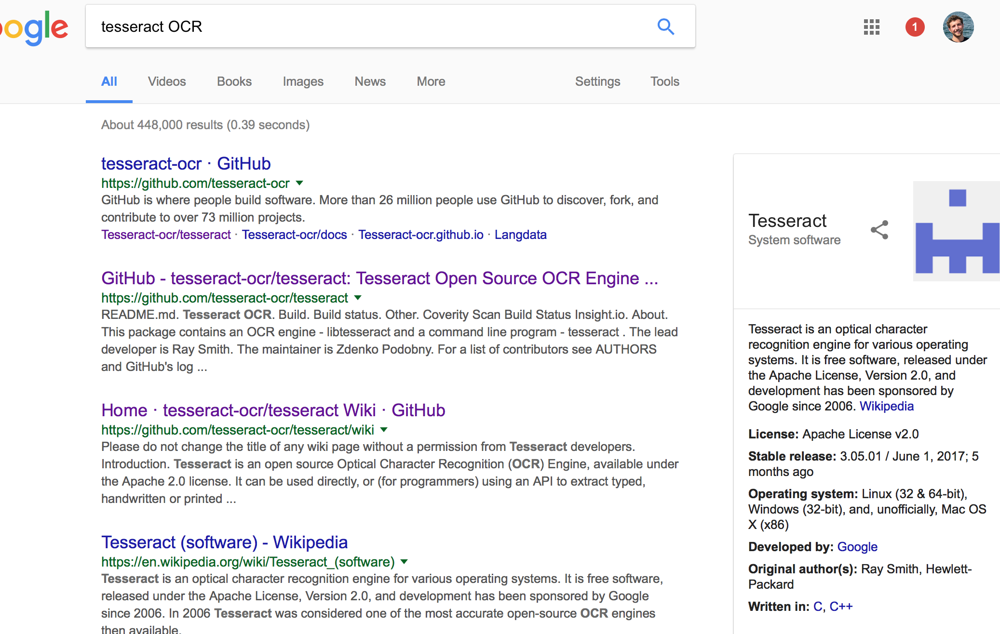 ogle
tesseract OCR
1
All Videos Books Images News More Settings Tools
About 448,000 results (0.39 seconds)
tesseract-ocr · GitHub
https://github.com/tesseract-ocr
GitHub is where people build software. More than 26 million people use GitHub to discover, fork, and
contribute to over 73 million projects.
Tesseract-ocr/tesseract · Tesseract-ocr/docs · Tesseract-ocr.github.io · Langdata
GitHub - tesseract-ocr/tesseract: Tesseract Open Source OCR Engine ...
https://github.com/tesseract-ocr/tesseract
README.md. Tesseract OCR. Build. Build status. Other. Coverity Scan Build Status Insight.io. About.
This package contains an OCR engine - libtesseract and a command line program - tesseract . The lead
developer is Ray Smith. The maintainer is Zdenko Podobny. For a list of contributors see AUTHORS
and GitHub's log ...
Home · tesseract-ocr/tesseract Wiki · GitHub
https://github.com/tesseract-ocr/tesseract/wiki
Please do not change the title of any wiki page without a permission from Tesseract developers.
Introduction. Tesseract is an open source Optical Character Recognition (OCR) Engine, available under
the Apache 2.0 license. It can be used directly, or (for programmers) using an API to extract typed,
handwritten or printed ...
Tesseract (software) - Wikipedia
https://en.wikipedia.org/wiki/Tesseract_(software)
Tesseract is an optical character recognition engine for various operating systems. It is free software,
released under the Apache License, Version 2.0, and development has been sponsored by Google
since 2006. In 2006 Tesseract was considered one of the most accurate open-source OCR engines
then available.
Tesseract
System software
Tesseract is an optical character
recognition engine for various operating
systems. It is free software, released under
the Apache License, Version 2.0, and
development has been sponsored by
Google since 2006. Wikipedia
License: Apache License v2.0
Stable release: 3.05.01 / June 1, 2017; 5
months ago
Operating system: Linux (32 & 64-bit),
Windows (32-bit), and, unofficially, Mac OS
X (x86)
Developed by: Google
Original author(s): Ray Smith, Hewlett-
Packard
Written in: C, C++